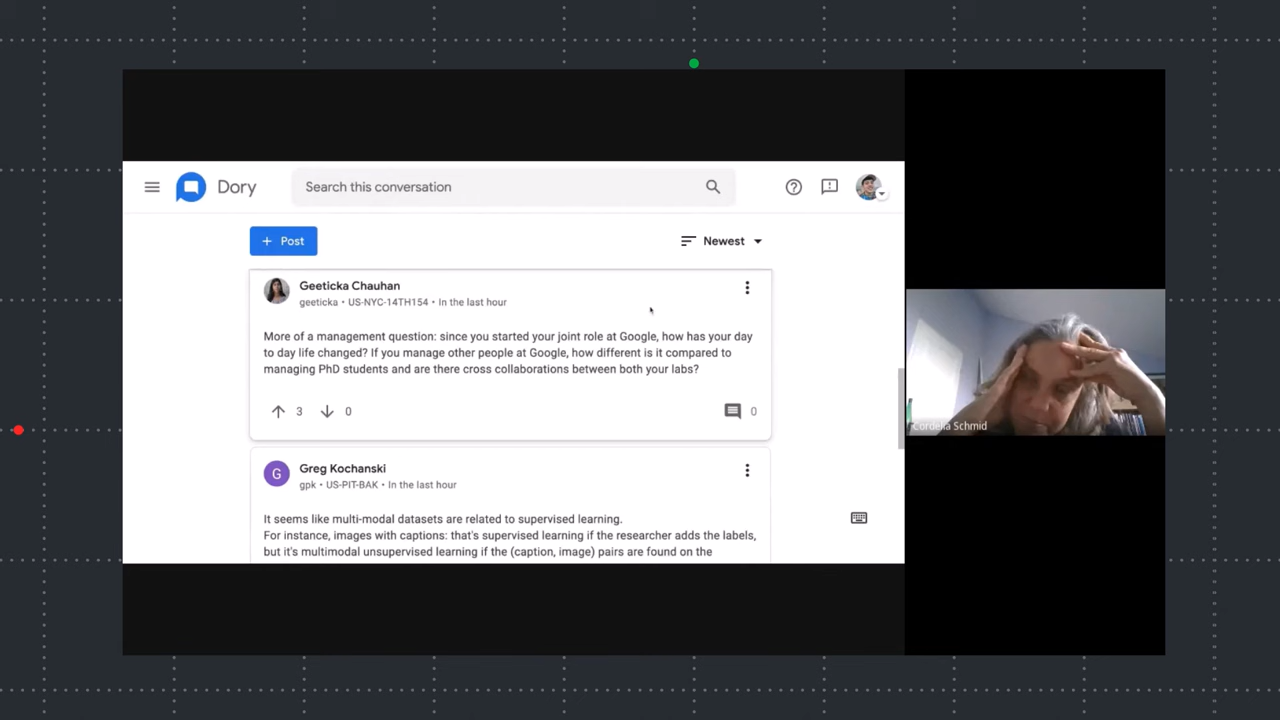 Dory
Search this conversation
+ Post
Newest
Geeticka Chauhan
geeticka • US-NYC-14TH154 • In the last hour
More of a management question: since you started your joint role at Google, how has your day
to day life changed? If you manage other people at Google, how different is it compared to
managing PhD students and are there cross collaborations between both your labs?
3
0
0
G
Greg Kochanski
gpk • US-PIT-BAK • In the last hour
It seems like multi-modal datasets are related to supervised learning.
For instance, images with captions: that's supervised learning if the researcher adds the labels,
but it's multimodal unsupervised learning if the (caption, image) pairs are found on the
Cordelia Schmid